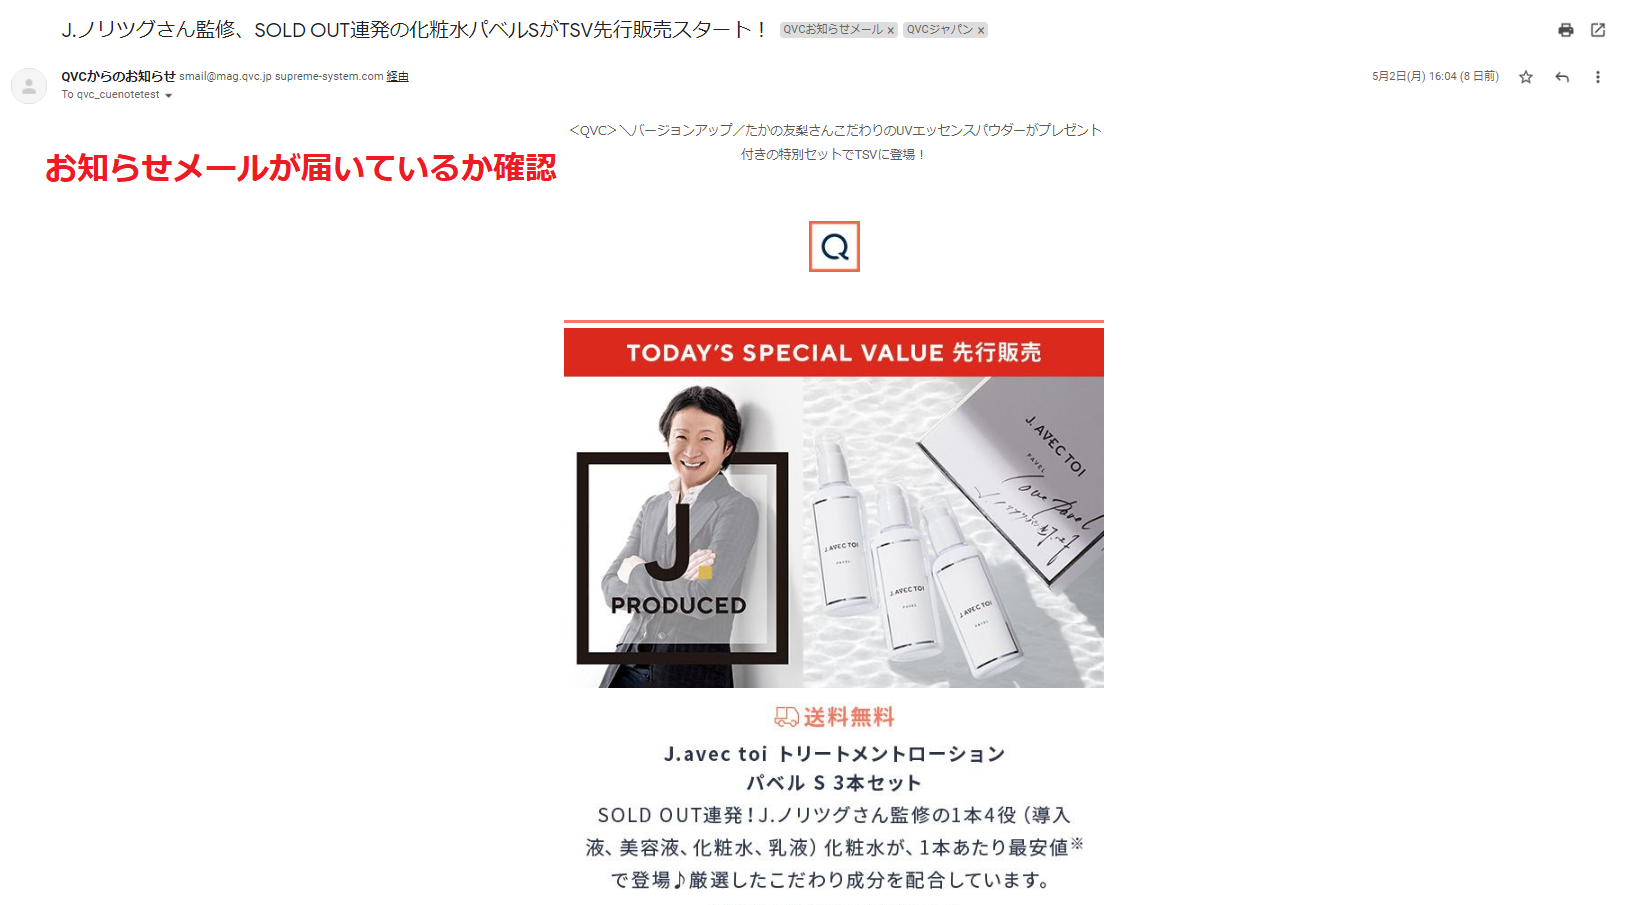 J.ノリツグさん監修、SOLD OUT連発の化粧水パベルSがTSV先行販売スタート！ QVCお知らせメール x QVCジャパン x
QVCからのお知らせ smail@mag.qvc.jp supreme-system.com 経由
5月2日(月) 16:04 (8 日前)
To qvc_cuenotetest
＜QVC＞＼バージョンアップ／たかの友梨さんこだわりのUVエッセンスパウダーがプレゼント
付きの特別セットでTSVに登場！
お知らせメールが届いているか確認
Q
TODAY'S SPECIAL VALUE 先行販売
J.
PRODUCED
J. AVEC TOI
PAVEL
Love Pavel
J. AVEC TOI
PAVEL
J. AVEC TOI
PAVEL
J. AVEC TOI
PAVEL
送料無料
J.avec toi トリートメントローション
パベル S 3本セット
SOLD OUT連発！J.ノリツグさん監修の1本4役（導入
液、美容液、化粧水、乳液）化粧水が、1本あたり最安値※
で登場♪厳選したこだわり成分を配合しています。